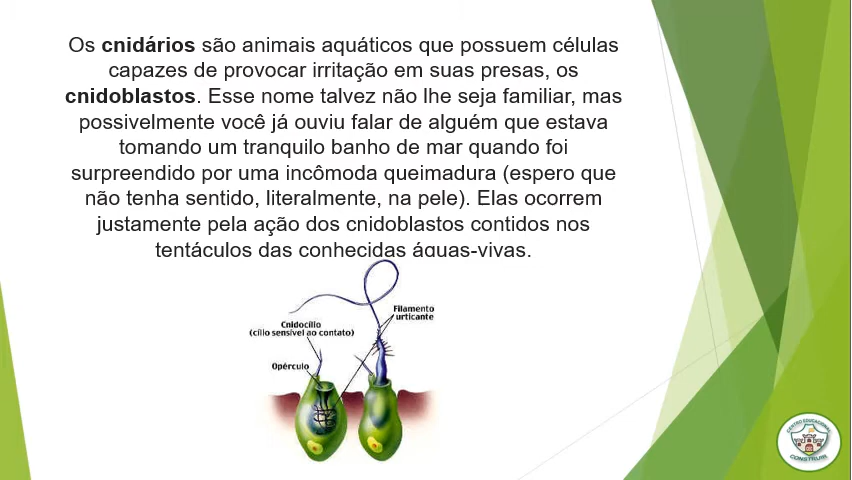 Os cnidários são animais aquáticos que possuem células
capazes de provocar irritação em suas presas, os
cnidoblastos. Esse nome talvez não lhe seja familiar, mas
possivelmente você já ouviu falar de alguém que estava
tomando um tranquilo banho de mar quando foi
surpreendido por uma incômoda queimadura (espero que
não tenha sentido, literalmente, na pele). Elas ocorrem
justamente pela ação dos cnidoblastos contidos nos
tentáculos das conhecidas águas-vivas.
Filamento
urticante
Cnidocílio
(cílio sensível ao contato)
Opérculo
CENTRO EDUCACIONAL
CONSTRUIR